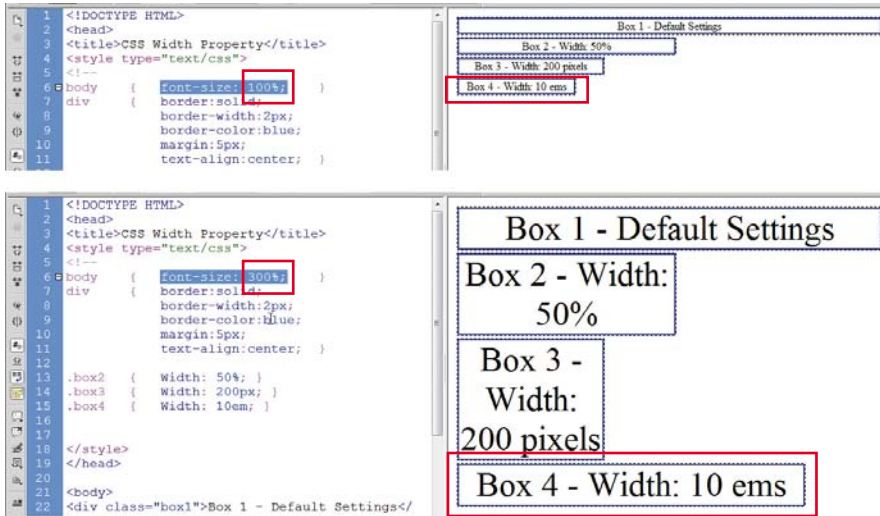 1 <!DOCTYPE HTML>
2 <head>
3 <title>CSS Width Property</title>
4 <style type="text/css">
5 <!--
6 body { font-size: 100%; }
7 div { border:solid;
8 border-width:2px;
9 border-color:blue;
10 margin:5px;
11 text-align:center; }
Box 1 - Default Settings
Box 2 - Width: 50%
Box 3 - Width: 200 pixels
Box 4 - Width: 10 ems
1 <!DOCTYPE HTML>
2 <head>
3 <title>CSS Width Property</title>
4 <style type="text/css">
5 <!--
6 body { font-size: 300%; }
7 div { border:solid;
8 border-width:2px;
9 border-color:blue;
10 margin:5px;
11 text-align:center; }
12
13 .box2 { Width: 50%; }
14 .box3 { Width: 200px; }
15 .box4 { Width: 10em; }
16
17
18 </style>
19 </head>
20
21 <body>
22 <div class="box1">Box 1 - Default Settings</
Box 1 - Default Settings
Box 2 - Width:
50%
Box 3 -
Width:
200 pixels
Box 4 - Width: 10 ems